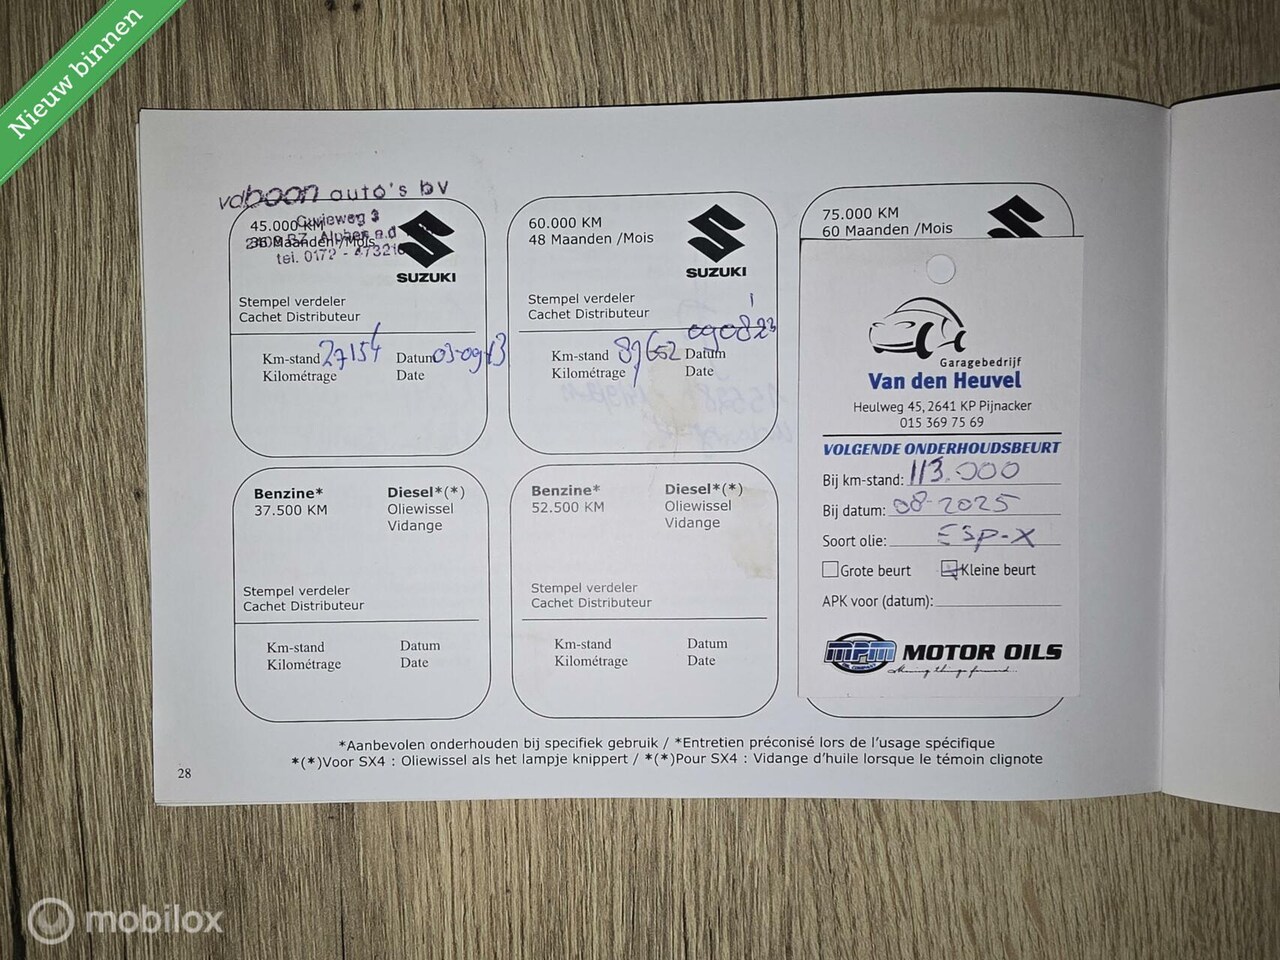 Nieuw binnen
vdboon auto's bv
45.000 KM
36 Maanden /Mois
tel. 0172 - 473216
SUZUKI
Stempel verdeler
Cachet Distributeur
Km-stand 27154 Datum 03-09-13
Kilométrage Date
60.000 KM
48 Maanden /Mois
SUZUKI
Stempel verdeler
Cachet Distributeur
Km-stand 89652 Datum 090823
Kilométrage Date
75.000 KM
60 Maanden /Mois
Garagebedrijf
Van den Heuvel
Heulweg 45, 2641 KP Pijnacker
015 369 75 69
VOLGENDE ONDERHOUDSBEURT
Bij km-stand: 113.000
Bij datum: 08-2025
Soort olie: ESP-X
Grote beurt Kleine beurt
APK voor (datum):
MPM MOTOR OILS
Benzine* Diesel*(*)
37.500 KM Oliewissel
Vidange
Stempel verdeler
Cachet Distributeur
Km-stand Datum
Kilométrage Date
Benzine* Diesel*(*)
52.500 KM Oliewissel
Vidange
Stempel verdeler
Cachet Distributeur
Km-stand Datum
Kilométrage Date
*Aanbevolen onderhouden bij specifiek gebruik / *Entretien préconisé lors de l'usage spécifique
*(*)Voor SX4 : Oliewissel als het lampje knippert / *(*)Pour SX4 : Vidange d'huile lorsque le témoin clignote
28
mobilox